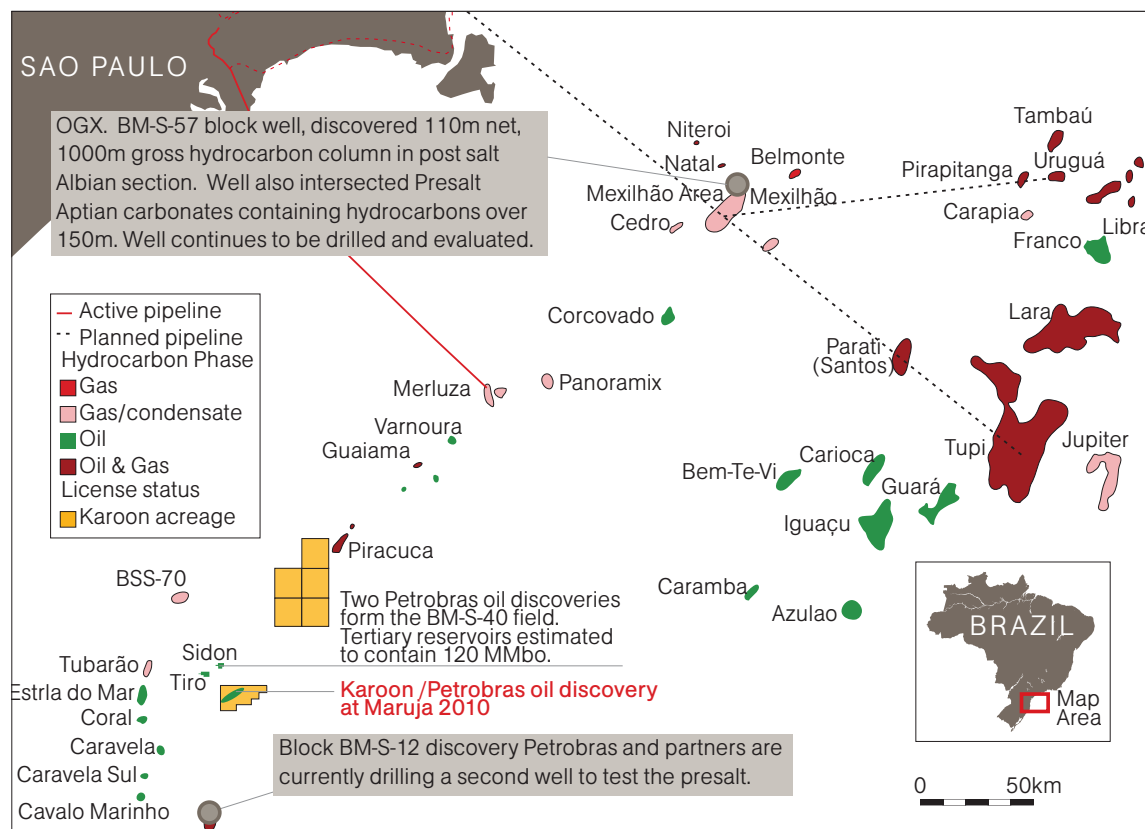 SAO PAULO
OGX. BM-S-57 block well, discovered 110m net,
1000m gross hydrocarbon column in post salt
Albian section. Well also intersected Presalt
Aptian carbonates containing hydrocarbons over
150m. Well continues to be drilled and evaluated.
Niteroi
Natal
Belmonte
Mexilhão Area
Mexilhão
Cedro
Tambaú
Pirapitanga
Uruguá
Carapia
Franco
Libra
Active pipeline
Planned pipeline
Hydrocarbon Phase
Gas
Gas/condensate
Oil
Oil & Gas
License status
Karoon acreage
Corcovado
Lara
Parati
(Santos)
Merluza
Panoramix
Varnoura
Guaiama
Tupi
Jupiter
Bem-Te-Vi
Carioca
Guará
Iguaçu
Piracuca
BSS-70
Two Petrobras oil discoveries
form the BM-S-40 field.
Tertiary reservoirs estimated
to contain 120 MMbo.
Caramba
Azulao
Sidon
Tubarão
Tiro
Estrla do Mar
Karoon /Petrobras oil discovery
at Maruja 2010
Coral
Caravela
Caravela Sul
Cavalo Marinho
Block BM-S-12 discovery Petrobras and partners are
currently drilling a second well to test the presalt.
BRAZIL
Map
Area
0 50km